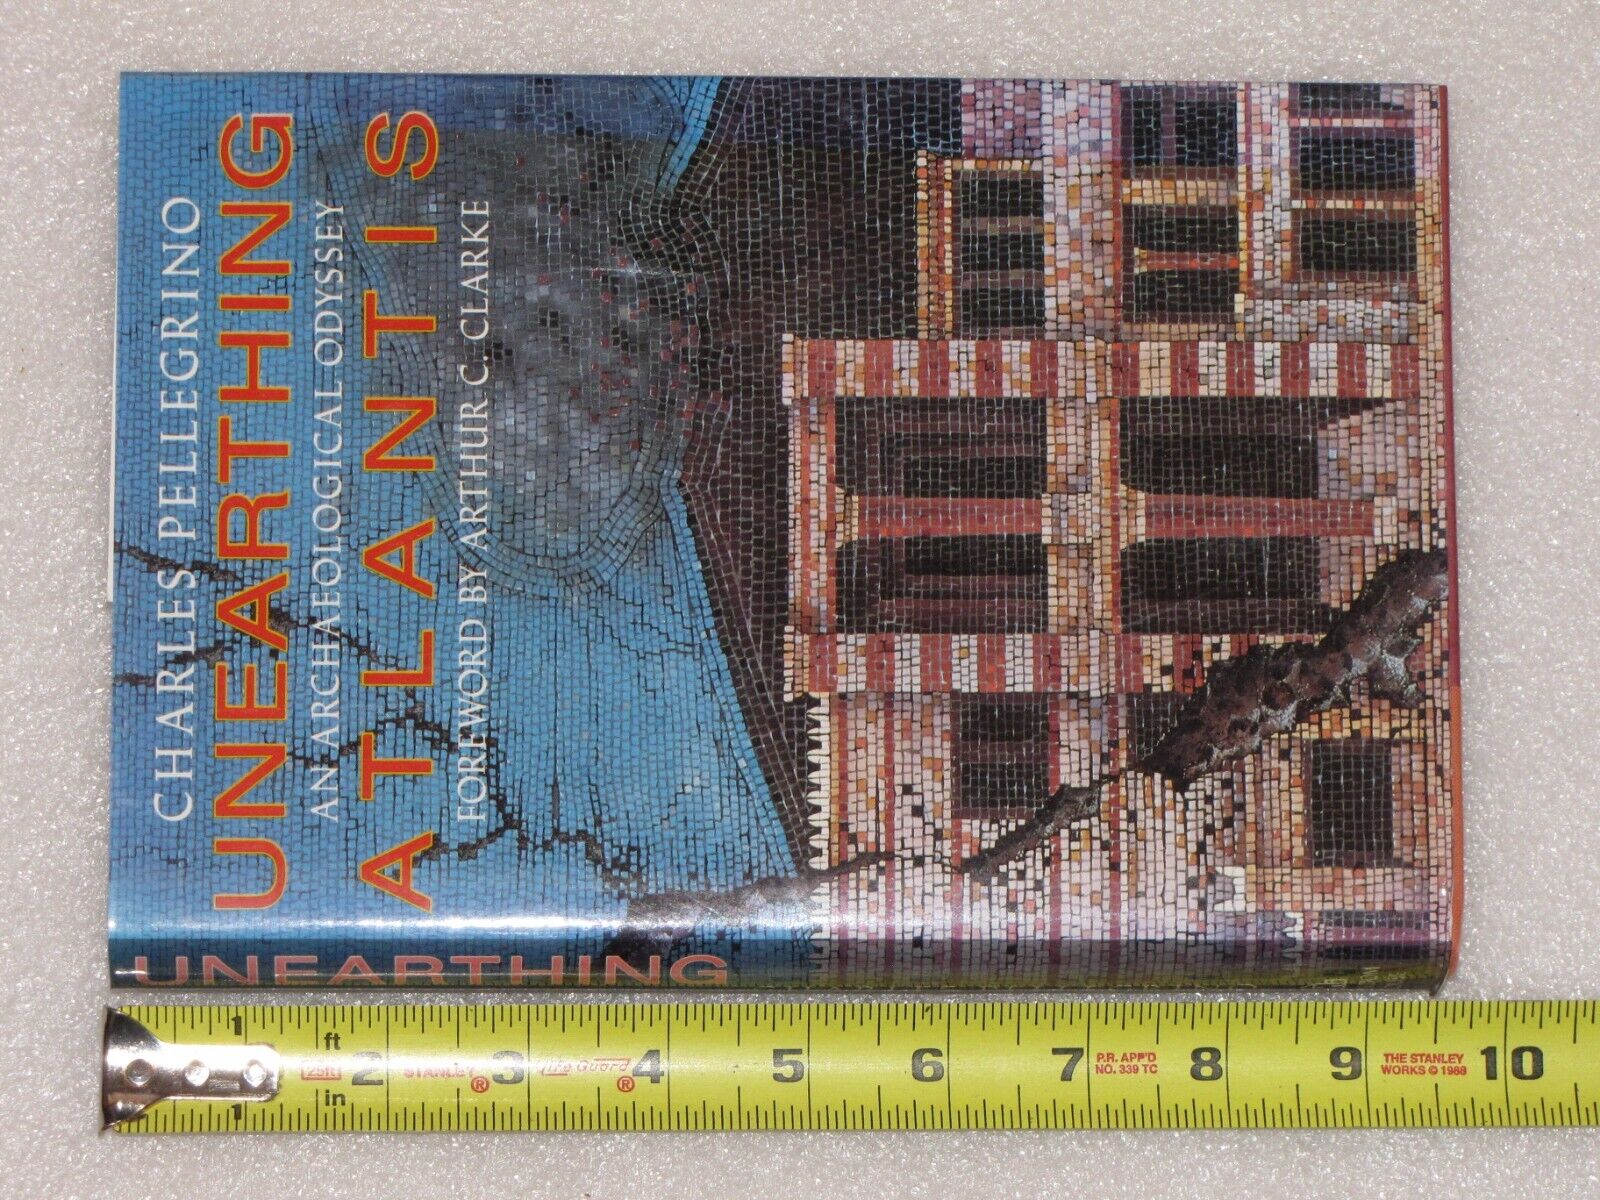 CHARLES PELLEGRINO
UNEARTHING
AN ARCHAEOLOGICAL ODYSSEY
ATLANTIS
FOREWORD BY ARTHUR C. CLARKE
UNEARTHING
1 ft 2 3 4 5 6 7 8 9 10
25ft STANLEY® Life Guard®
P.R. APP'D
NO. 339 TC
THE STANLEY
WORKS © 1988
1 in